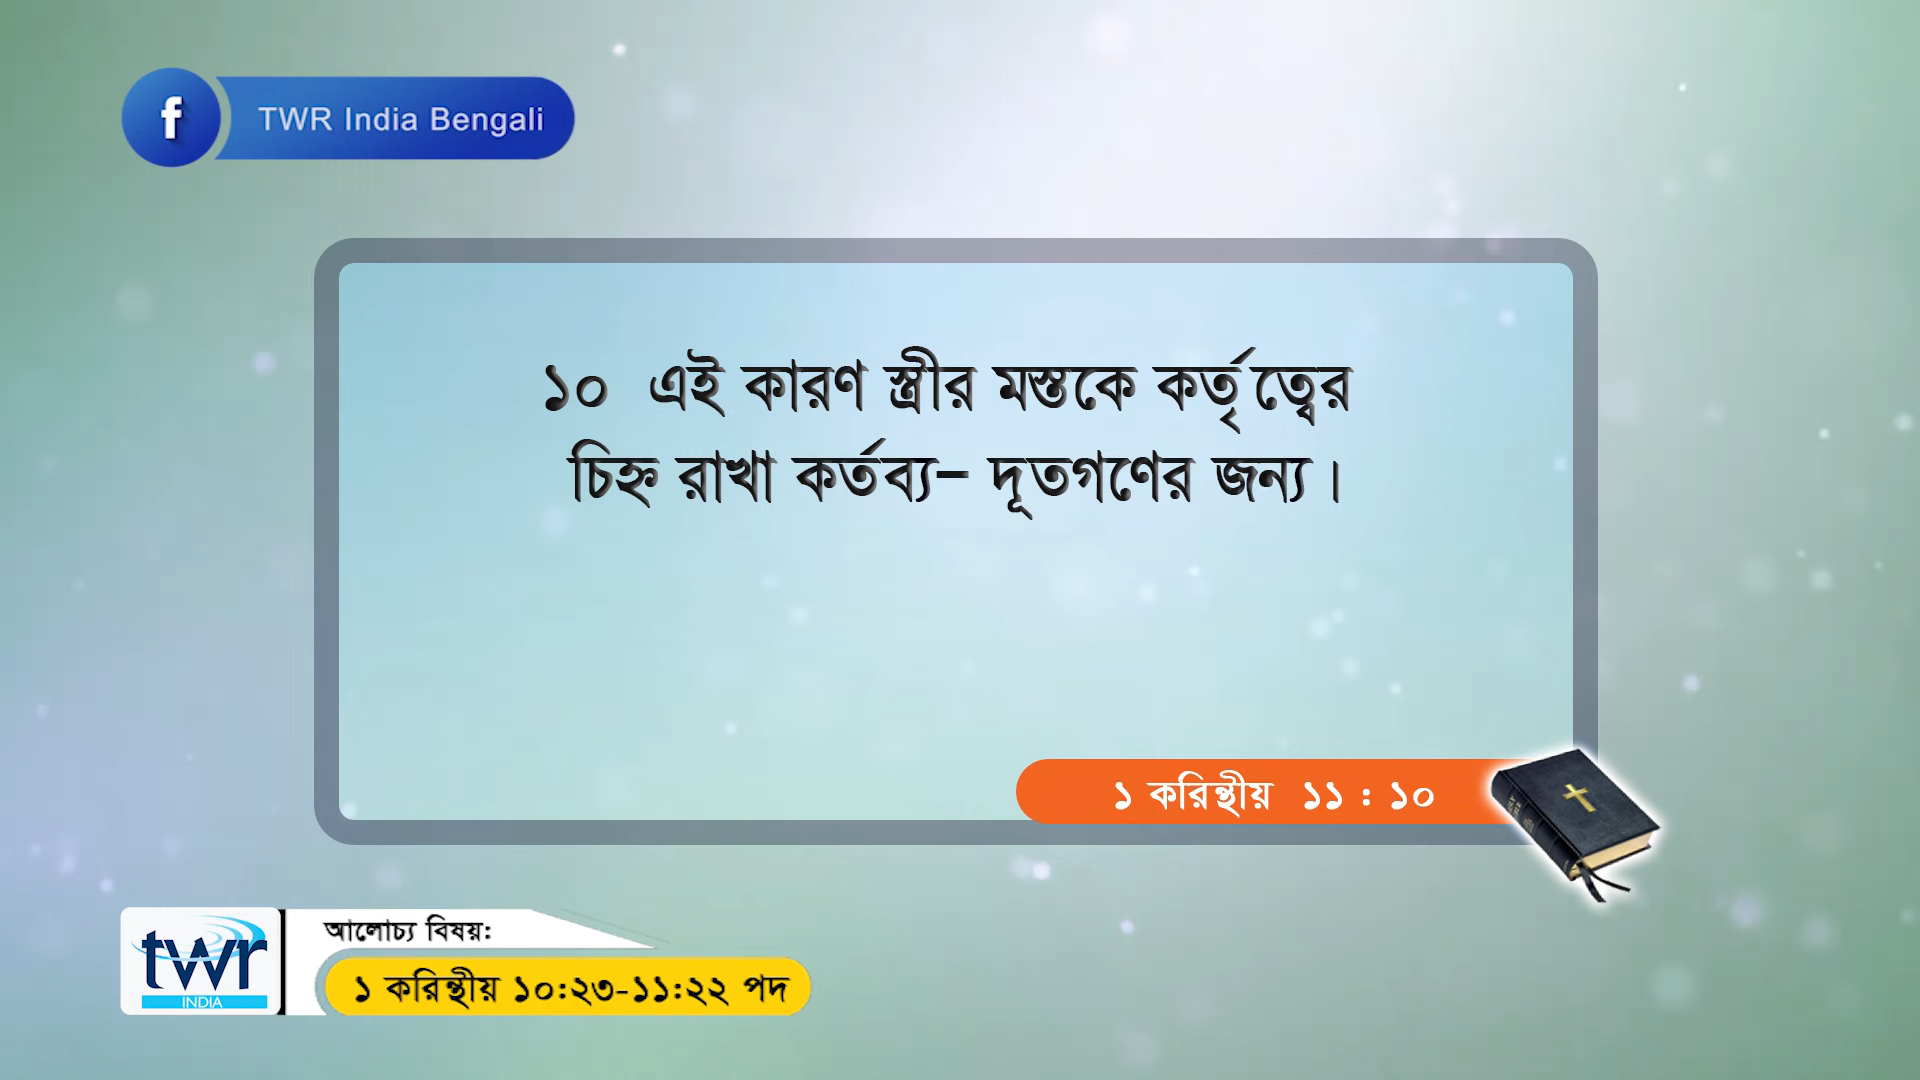 f
TWR India Bengali
১০ এই কারণ স্ত্রীর মস্তকে কর্তৃত্বের
চিহ্ন রাখা কর্তব্য– দূতগণের জন্য।
১ করিন্থীয় ১১ : ১০
twr
INDIA
আলোচ্য বিষয়:
১ করিন্থীয় ১০:২৩-১১:২২ পদ